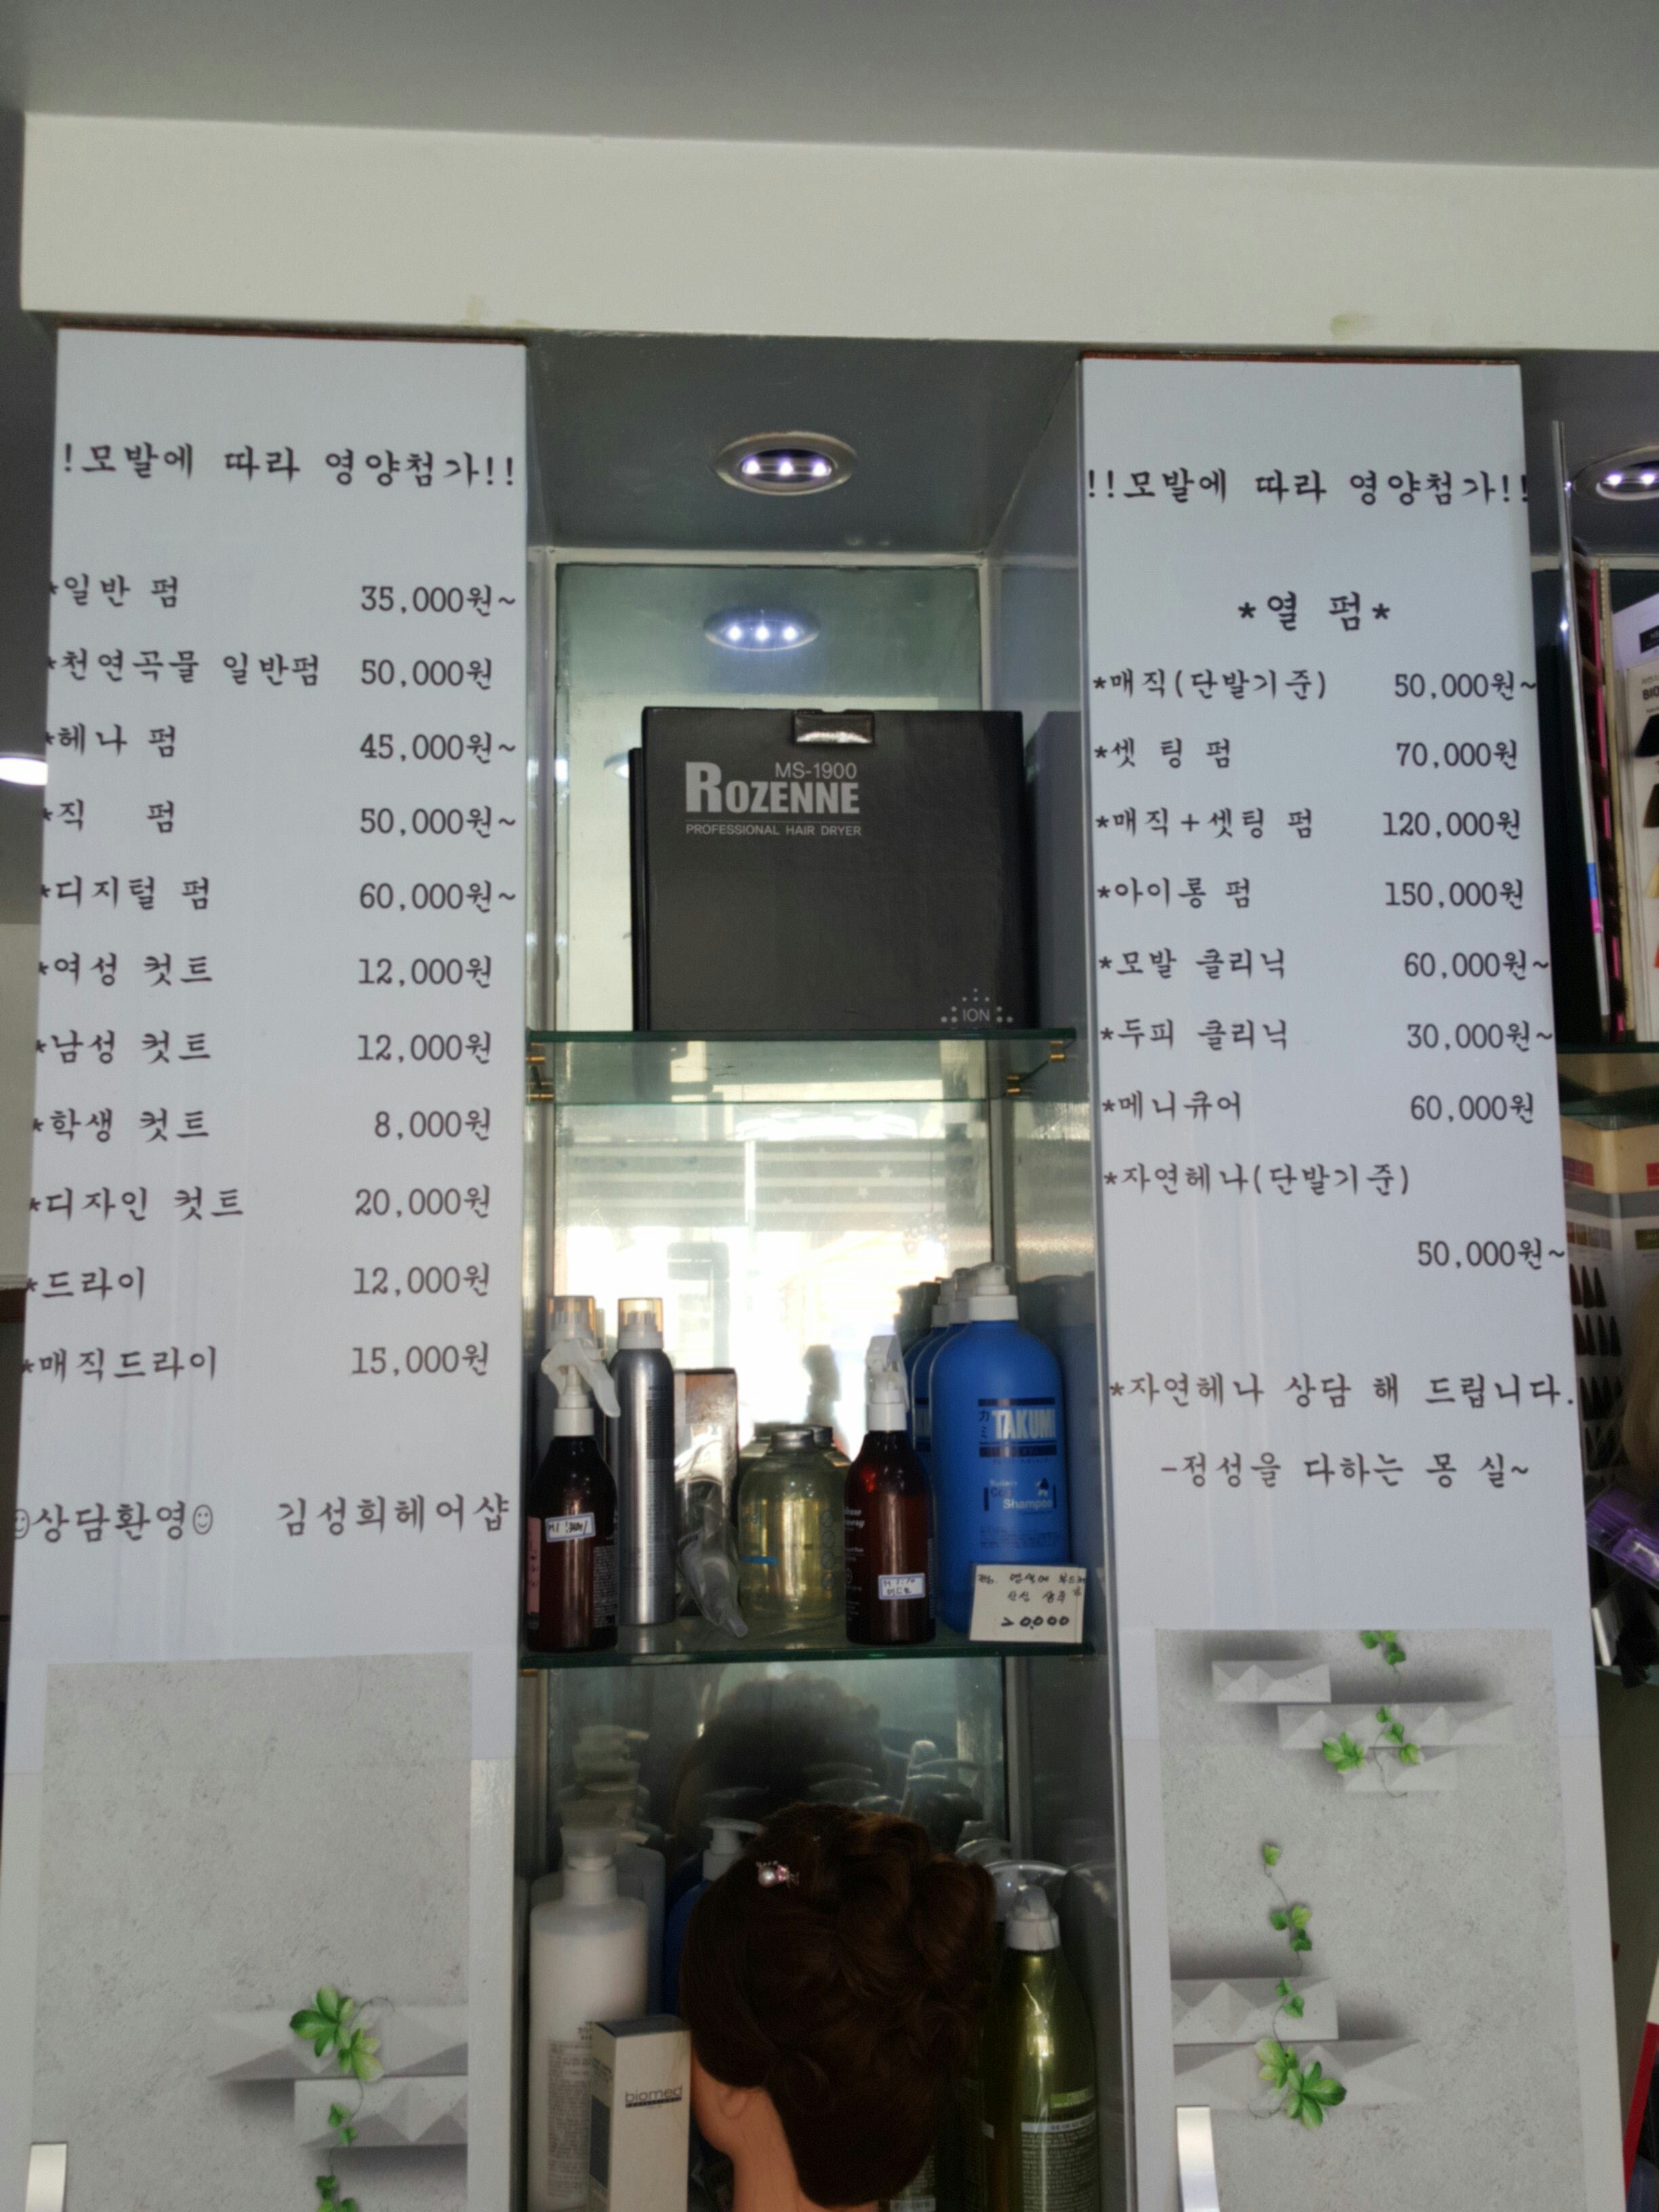 !모발에 따라 영양첨가!!
*일반 펌 35,000원~
*천연곡물 일반펌 50,000원
*헤나 펌 45,000원~
*직 펌 50,000원~
*디지털 펌 60,000원~
*여성 컷트 12,000원
*남성 컷트 12,000원
*학생 컷트 8,000원
*디자인 컷트 20,000원
*드라이 12,000원
*매직드라이 15,000원
☺상담환영☺ 김성희헤어샵
MS-1900
ROZENNE
PROFESSIONAL HAIR DRYER
ION
TAKUMI
Shampoo
20,000
biomed
!!모발에 따라 영양첨가!!
*열 펌*
*매직(단발기준) 50,000원~
*셋 팅 펌 70,000원
*매직+셋팅 펌 120,000원
*아이롱 펌 150,000원
*모발 클리닉 60,000원~
*두피 클리닉 30,000원~
*메니큐어 60,000원
*자연헤나(단발기준)
50,000원~
*자연헤나 상담 해 드립니다.
-정성을 다하는 몽 실~